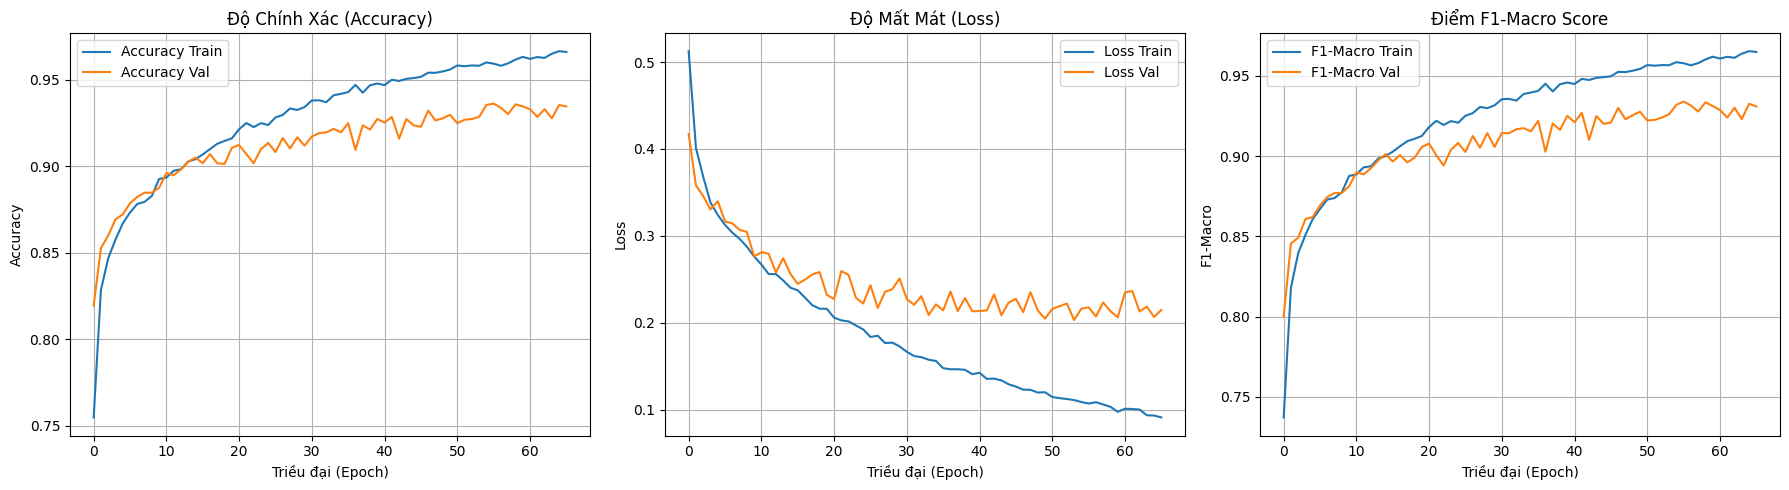 Độ Chính Xác (Accuracy)
Accuracy Train
Accuracy Val
0.95
0.90
0.85
0.80
0.75
Accuracy
0 10 20 30 40 50 60
Triều đại (Epoch)
Độ Mất Mát (Loss)
Loss Train
Loss Val
0.5
0.4
0.3
0.2
0.1
Loss
0 10 20 30 40 50 60
Triều đại (Epoch)
Điểm F1-Macro Score
F1-Macro Train
F1-Macro Val
0.95
0.90
0.85
0.80
0.75
F1-Macro
0 10 20 30 40 50 60
Triều đại (Epoch)